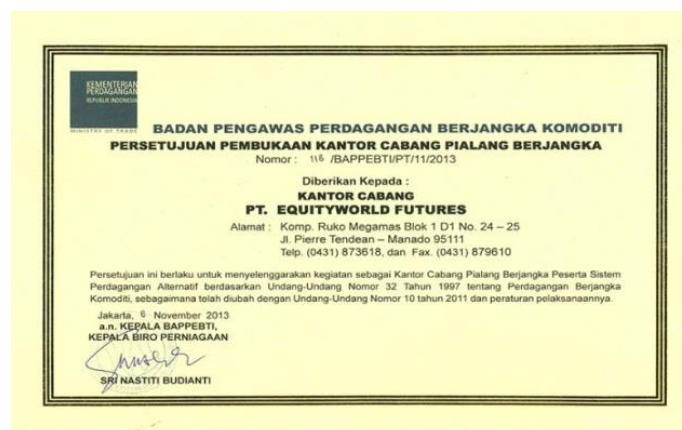 KEMENTERIAN
PERDAGANGAN
REPUBLIK INDONESIA
MINISTRY OF TRADE
BADAN PENGAWAS PERDAGANGAN BERJANGKA KOMODITI
PERSETUJUAN PEMBUKAAN KANTOR CABANG PIALANG BERJANGKA
Nomor : 116 /BAPPEBTI/PT/11/2013
Diberikan Kepada :
KANTOR CABANG
PT. EQUITYWORLD FUTURES
Alamat : Komp. Ruko Megamas Blok 1 D1 No. 24 – 25
Jl. Pierre Tendean – Manado 95111
Telp. (0431) 873618, dan Fax. (0431) 879610
Persetujuan ini berlaku untuk menyelenggarakan kegiatan sebagai Kantor Cabang Pialang Berjangka Peserta Sistem
Perdagangan Alternatif berdasarkan Undang-Undang Nomor 32 Tahun 1997 tentang Perdagangan Berjangka
Komoditi, sebagaimana telah diubah dengan Undang-Undang Nomor 10 tahun 2011 dan peraturan pelaksanaannya.
Jakarta, 6 November 2013
a.n. KEPALA BAPPEBTI,
KEPALA BIRO PERNIAGAAN
SRI NASTITI BUDIANTI